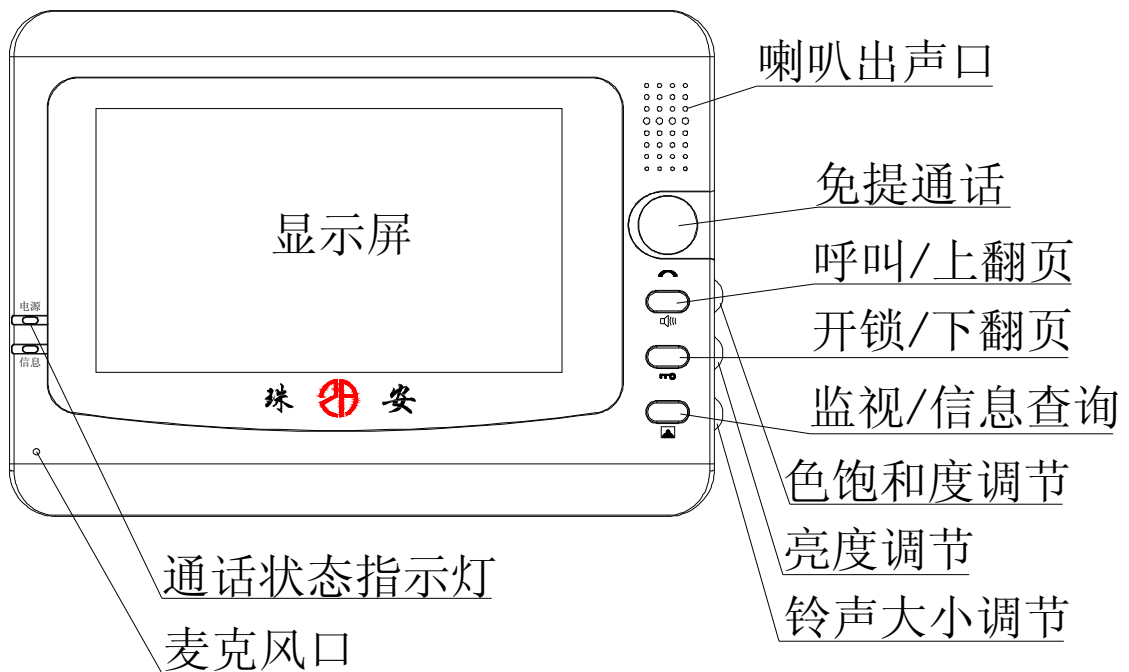 喇叭出声口
免提通话
显示屏
呼叫/上翻页
电源
开锁/下翻页
信息
珠 安
监视/信息查询
色饱和度调节
亮度调节
通话状态指示灯
铃声大小调节
麦克风口